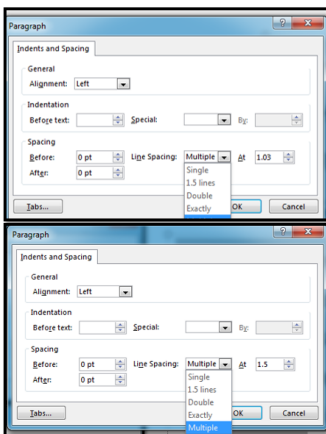 Paragraph
Indents and Spacing
General
Alignment: Left
Indentation
Before text: Special: By:
Spacing
Before: 0 pt Line Spacing: Multiple At 1.03
After: 0 pt
Single
1.5 lines
Double
Exactly
Tabs... OK Cancel
Paragraph
Indents and Spacing
General
Alignment: Left
Indentation
Before text: Special: By:
Spacing
Before: 0 pt Line Spacing: Multiple At 1.5
After: 0 pt
Single
1.5 lines
Double
Exactly
Tabs... OK Cancel
Multiple